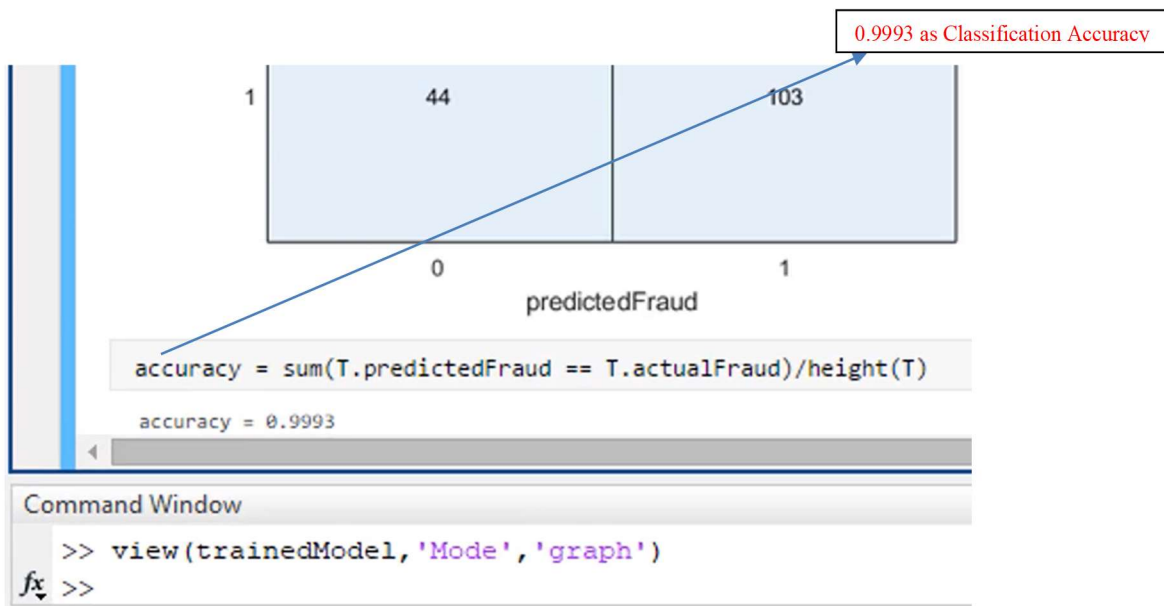 0.9993 as Classification Accuracy
1 44 103
0 1
predictedFraud
accuracy = sum(T.predictedFraud == T.actualFraud)/height(T)
accuracy = 0.9993
Command Window
>> view(trainedModel,'Mode','graph')
fx >>